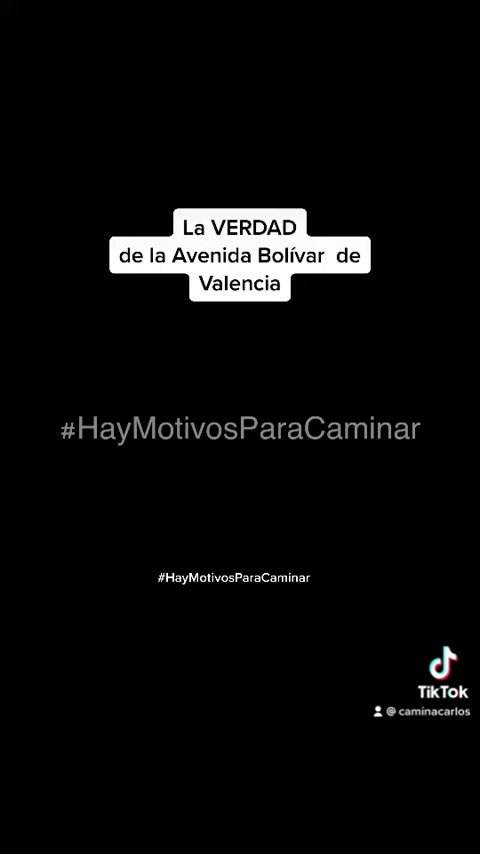 La VERDAD
de la Avenida Bolívar de
Valencia
#HayMotivosParaCaminar
#HayMotivosParaCaminar
TikTok
@ caminacarlos